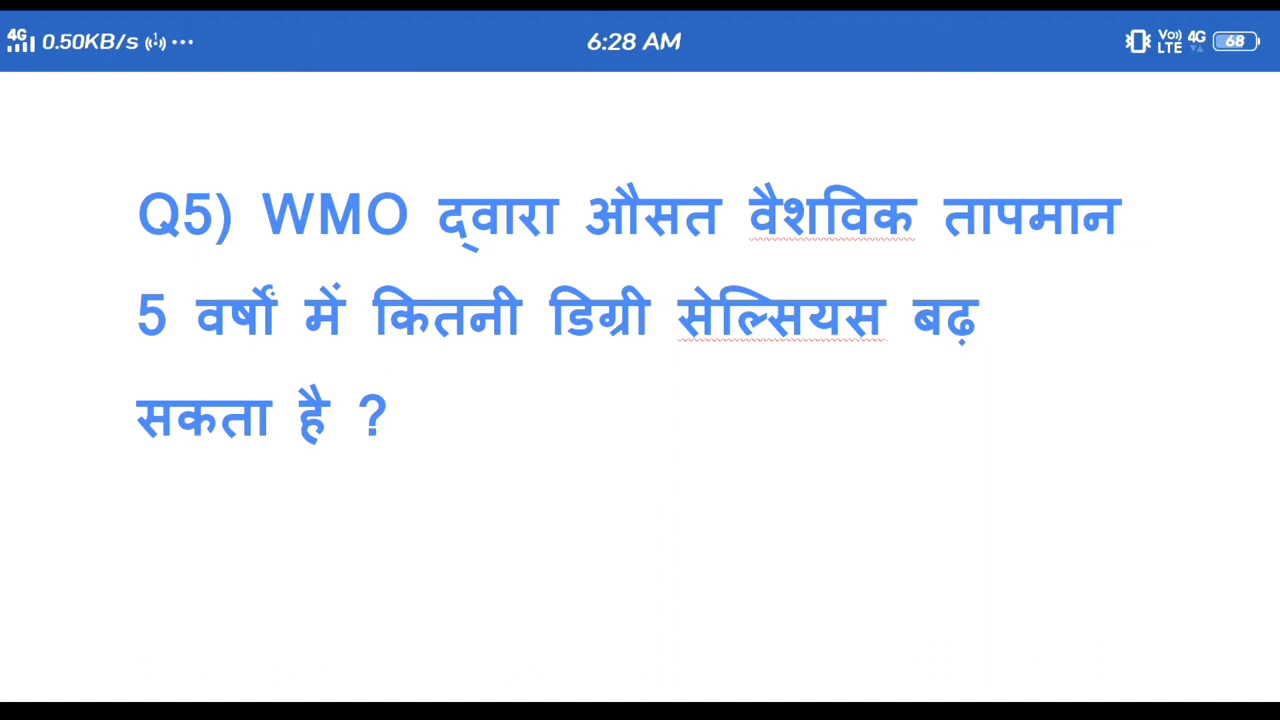 4G 0.50KB/s ... 6:28 AM Vo)) LTE 4G 68
Q5) WMO द्वारा औसत वैशविक तापमान
5 वर्षों में कितनी डिग्री सेल्सियस बढ़
सकता है ?